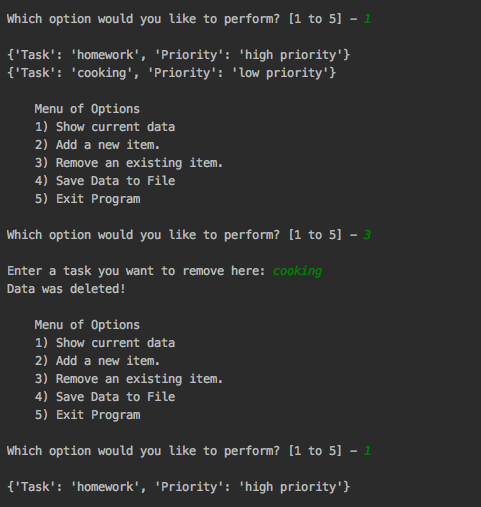 Which option would you like to perform? [1 to 5] – 1
{'Task': 'homework', 'Priority': 'high priority'}
{'Task': 'cooking', 'Priority': 'low priority'}
Menu of Options
1) Show current data
2) Add a new item.
3) Remove an existing item.
4) Save Data to File
5) Exit Program
Which option would you like to perform? [1 to 5] – 3
Enter a task you want to remove here: cooking
Data was deleted!
Menu of Options
1) Show current data
2) Add a new item.
3) Remove an existing item.
4) Save Data to File
5) Exit Program
Which option would you like to perform? [1 to 5] – 1
{'Task': 'homework', 'Priority': 'high priority'}